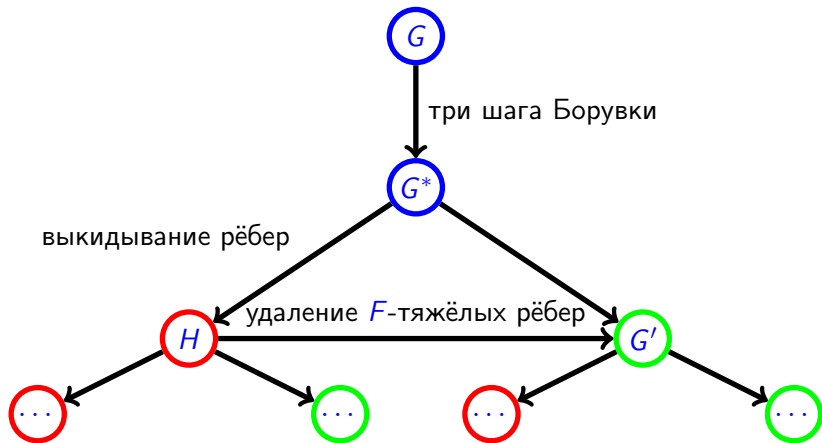 G
три шага Борувки
G*
выкидывание рёбер
удаление F-тяжёлых рёбер
H
G′
... ... ... ...